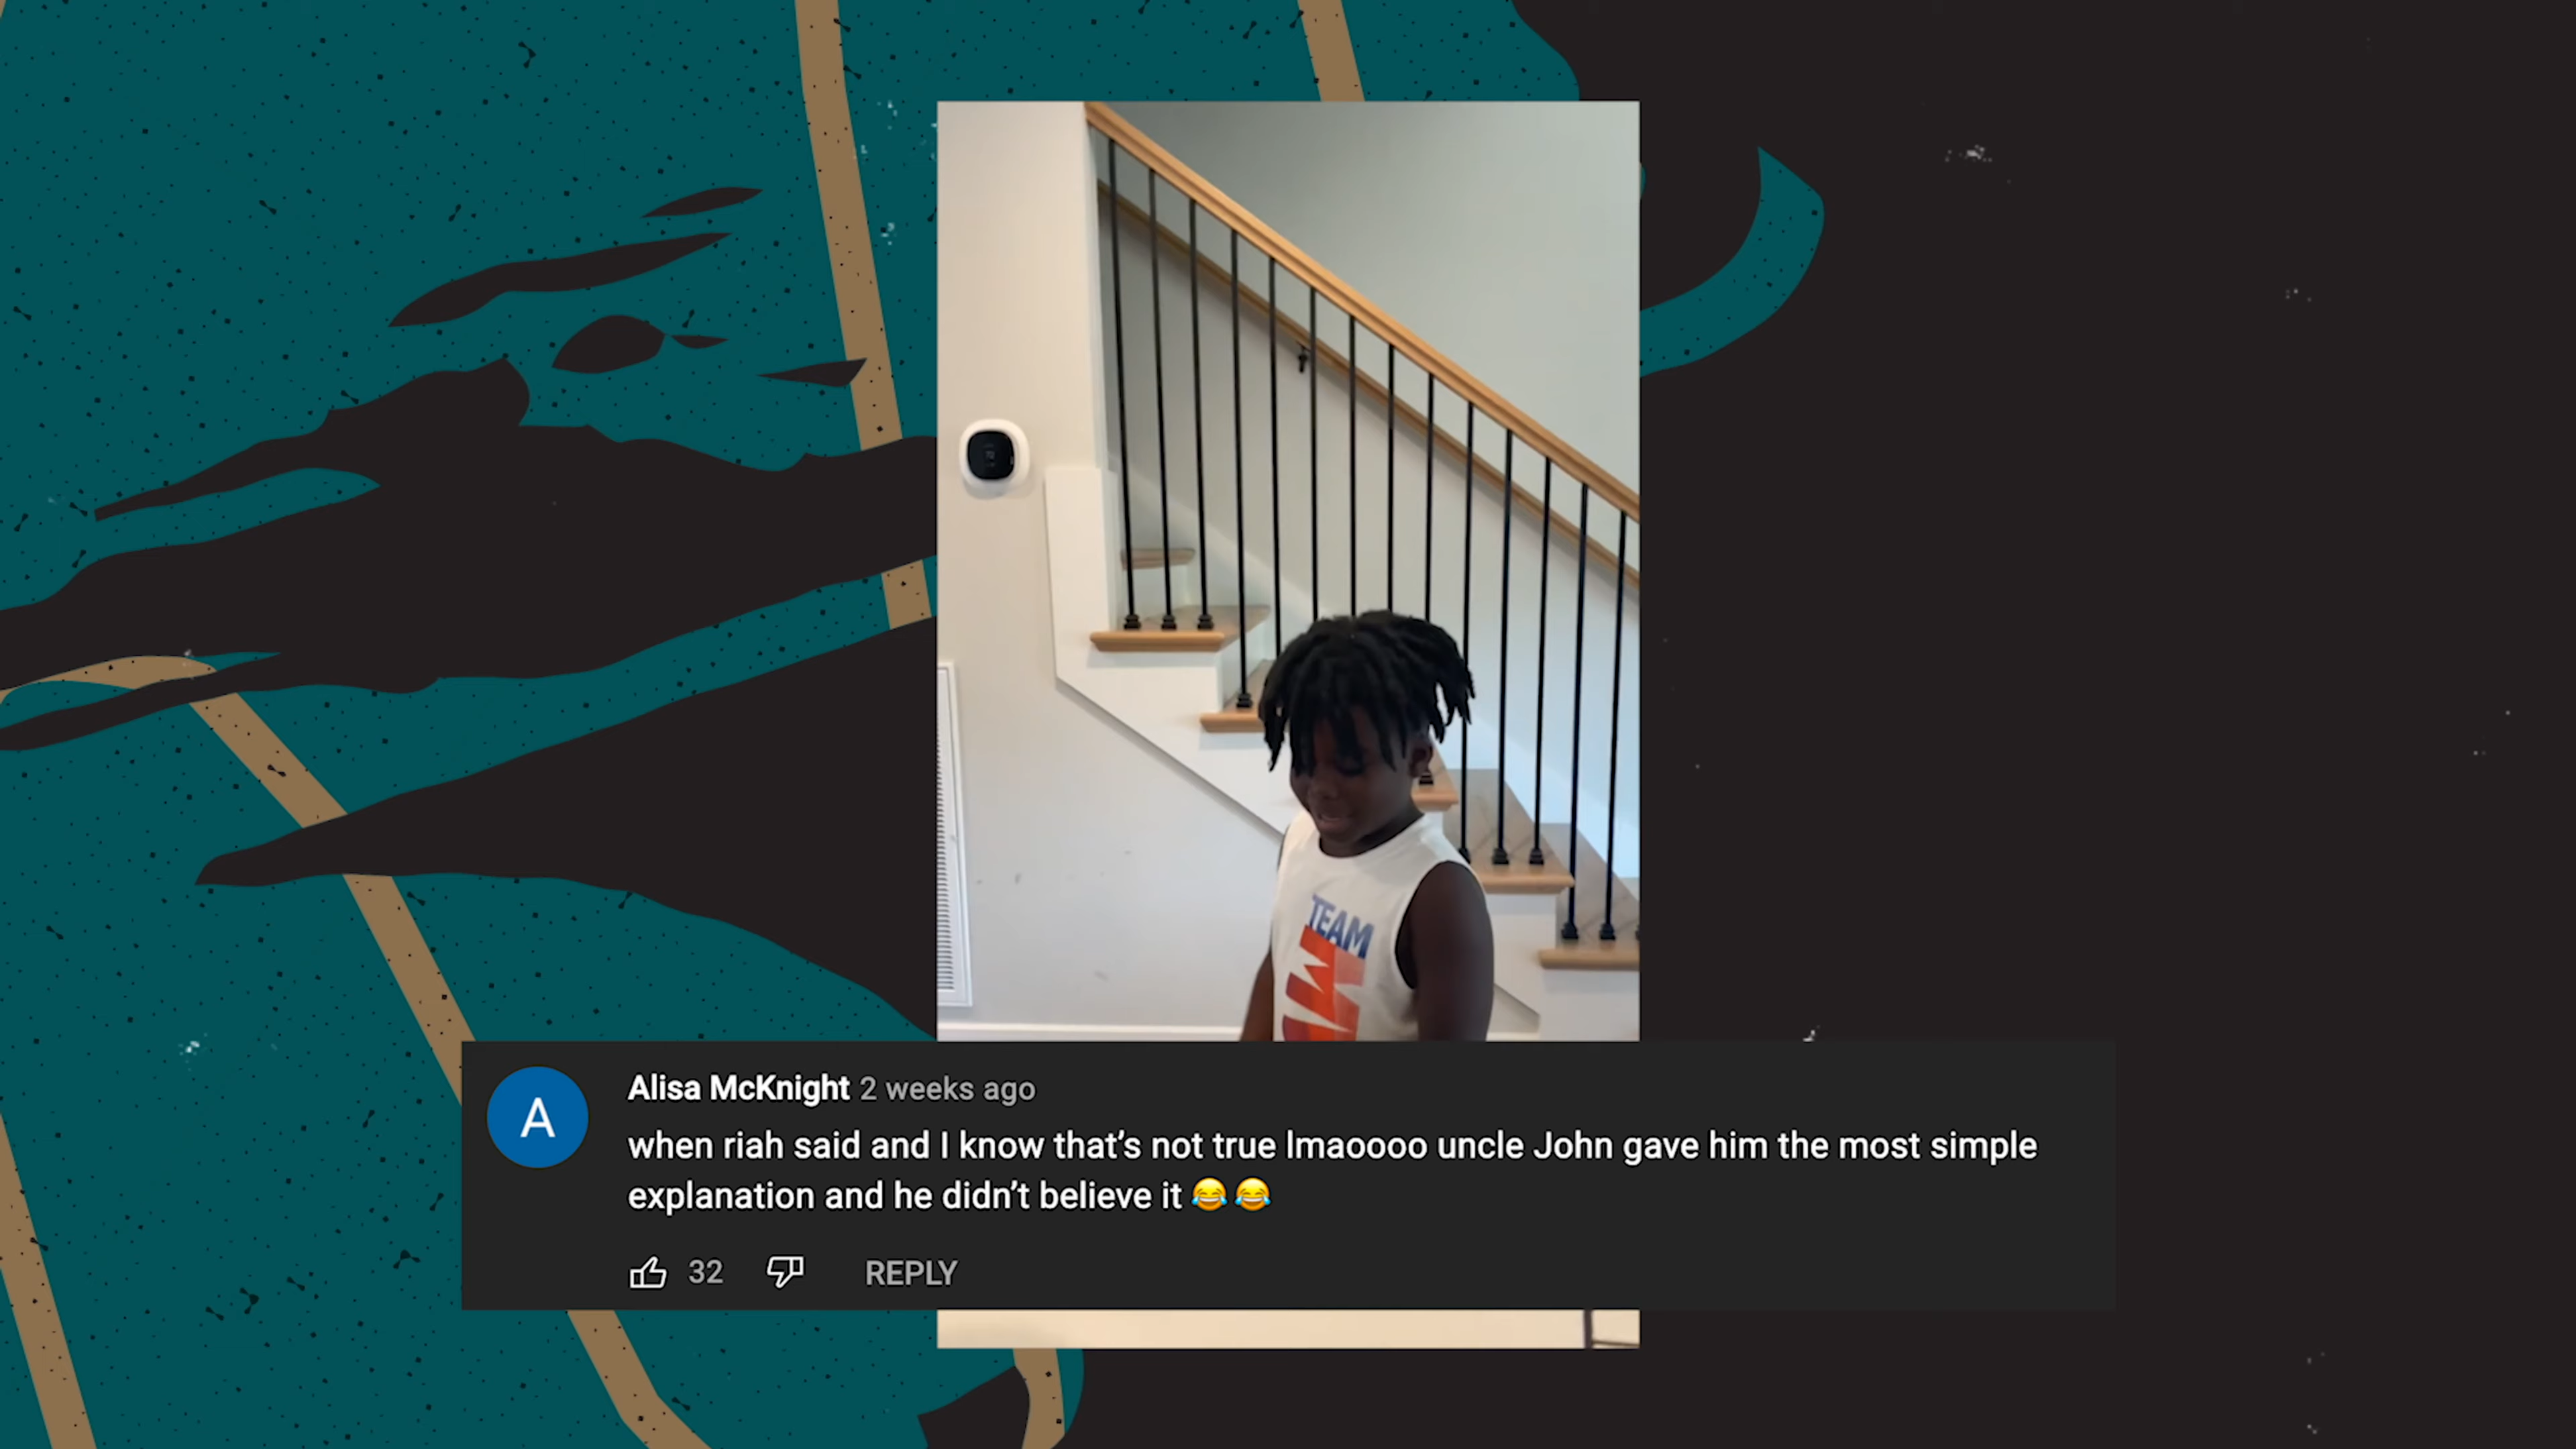 TEAM
A
Alisa McKnight 2 weeks ago
when riah said and I know that’s not true lmaoooo uncle John gave him the most simple
explanation and he didn’t believe it 😂 😂
32 REPLY